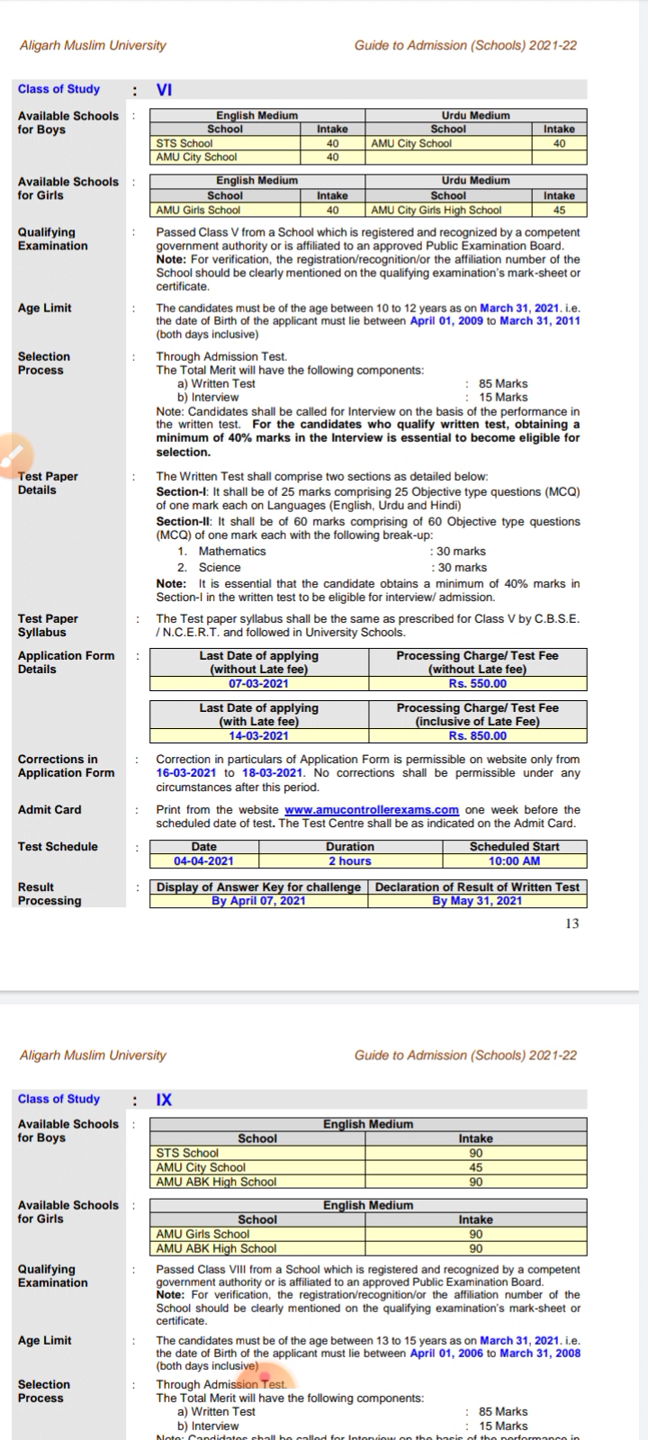 Aligarh Muslim University Guide to Admission (Schools) 2021-22
Class of Study : VI
Available Schools for Boys :
English Medium Urdu Medium
School Intake School Intake
STS School 40 AMU City School 40
AMU City School 40
Available Schools for Girls :
English Medium Urdu Medium
School Intake School Intake
AMU Girls School 40 AMU City Girls High School 45
Qualifying Examination :
Passed Class V from a School which is registered and recognized by a competent
government authority or is affiliated to an approved Public Examination Board.
Note: For verification, the registration/recognition/or the affiliation number of the
School should be clearly mentioned on the qualifying examination's mark-sheet or
certificate.
Age Limit : The candidates must be of the age between 10 to 12 years as on March 31, 2021. i.e.
the date of Birth of the applicant must lie between April 01, 2009 to March 31, 2011
(both days inclusive)
Selection Process : Through Admission Test.
The Total Merit will have the following components:
a) Written Test : 85 Marks
b) Interview : 15 Marks
Note: Candidates shall be called for Interview on the basis of the performance in
the written test. For the candidates who qualify written test, obtaining a
minimum of 40% marks in the Interview is essential to become eligible for
selection.
Test Paper Details : The Written Test shall comprise two sections as detailed below:
Section-I: It shall be of 25 marks comprising 25 Objective type questions (MCQ)
of one mark each on Languages (English, Urdu and Hindi)
Section-II: It shall be of 60 marks comprising of 60 Objective type questions
(MCQ) of one mark each with the following break-up:
1. Mathematics : 30 marks
2. Science : 30 marks
Note: It is essential that the candidate obtains a minimum of 40% marks in
Section-I in the written test to be eligible for interview/ admission.
Test Paper Syllabus : The Test paper syllabus shall be the same as prescribed for Class V by C.B.S.E.
/ N.C.E.R.T. and followed in University Schools.
Application Form Details :
Last Date of applying (without Late fee) Processing Charge/ Test Fee (without Late fee)
07-03-2021 Rs. 550.00
Last Date of applying (with Late fee) Processing Charge/ Test Fee (inclusive of Late Fee)
14-03-2021 Rs. 850.00
Corrections in Application Form : Correction in particulars of Application Form is permissible on website only from
16-03-2021 to 18-03-2021. No corrections shall be permissible under any
circumstances after this period.
Admit Card : Print from the website www.amucontrollerexams.com one week before the
scheduled date of test. The Test Centre shall be as indicated on the Admit Card.
Test Schedule : Date Duration Scheduled Start
04-04-2021 2 hours 10:00 AM
Result Processing : Display of Answer Key for challenge Declaration of Result of Written Test
By April 07, 2021 By May 31, 2021
13
Aligarh Muslim University Guide to Admission (Schools) 2021-22
Class of Study : IX
Available Schools for Boys :
English Medium
School Intake
STS School 90
AMU City School 45
AMU ABK High School 90
Available Schools for Girls :
English Medium
School Intake
AMU Girls School 90
AMU ABK High School 90
Qualifying Examination :
Passed Class VIII from a School which is registered and recognized by a competent
government authority or is affiliated to an approved Public Examination Board.
Note: For verification, the registration/recognition/or the affiliation number of the
School should be clearly mentioned on the qualifying examination's mark-sheet or
certificate.
Age Limit : The candidates must be of the age between 13 to 15 years as on March 31, 2021. i.e.
the date of Birth of the applicant must lie between April 01, 2006 to March 31, 2008
(both days inclusive)
Selection Process : Through Admission Test.
The Total Merit will have the following components:
a) Written Test : 85 Marks
b) Interview : 15 Marks
Note: Candidates shall be called for Interview on the basis of the performance in